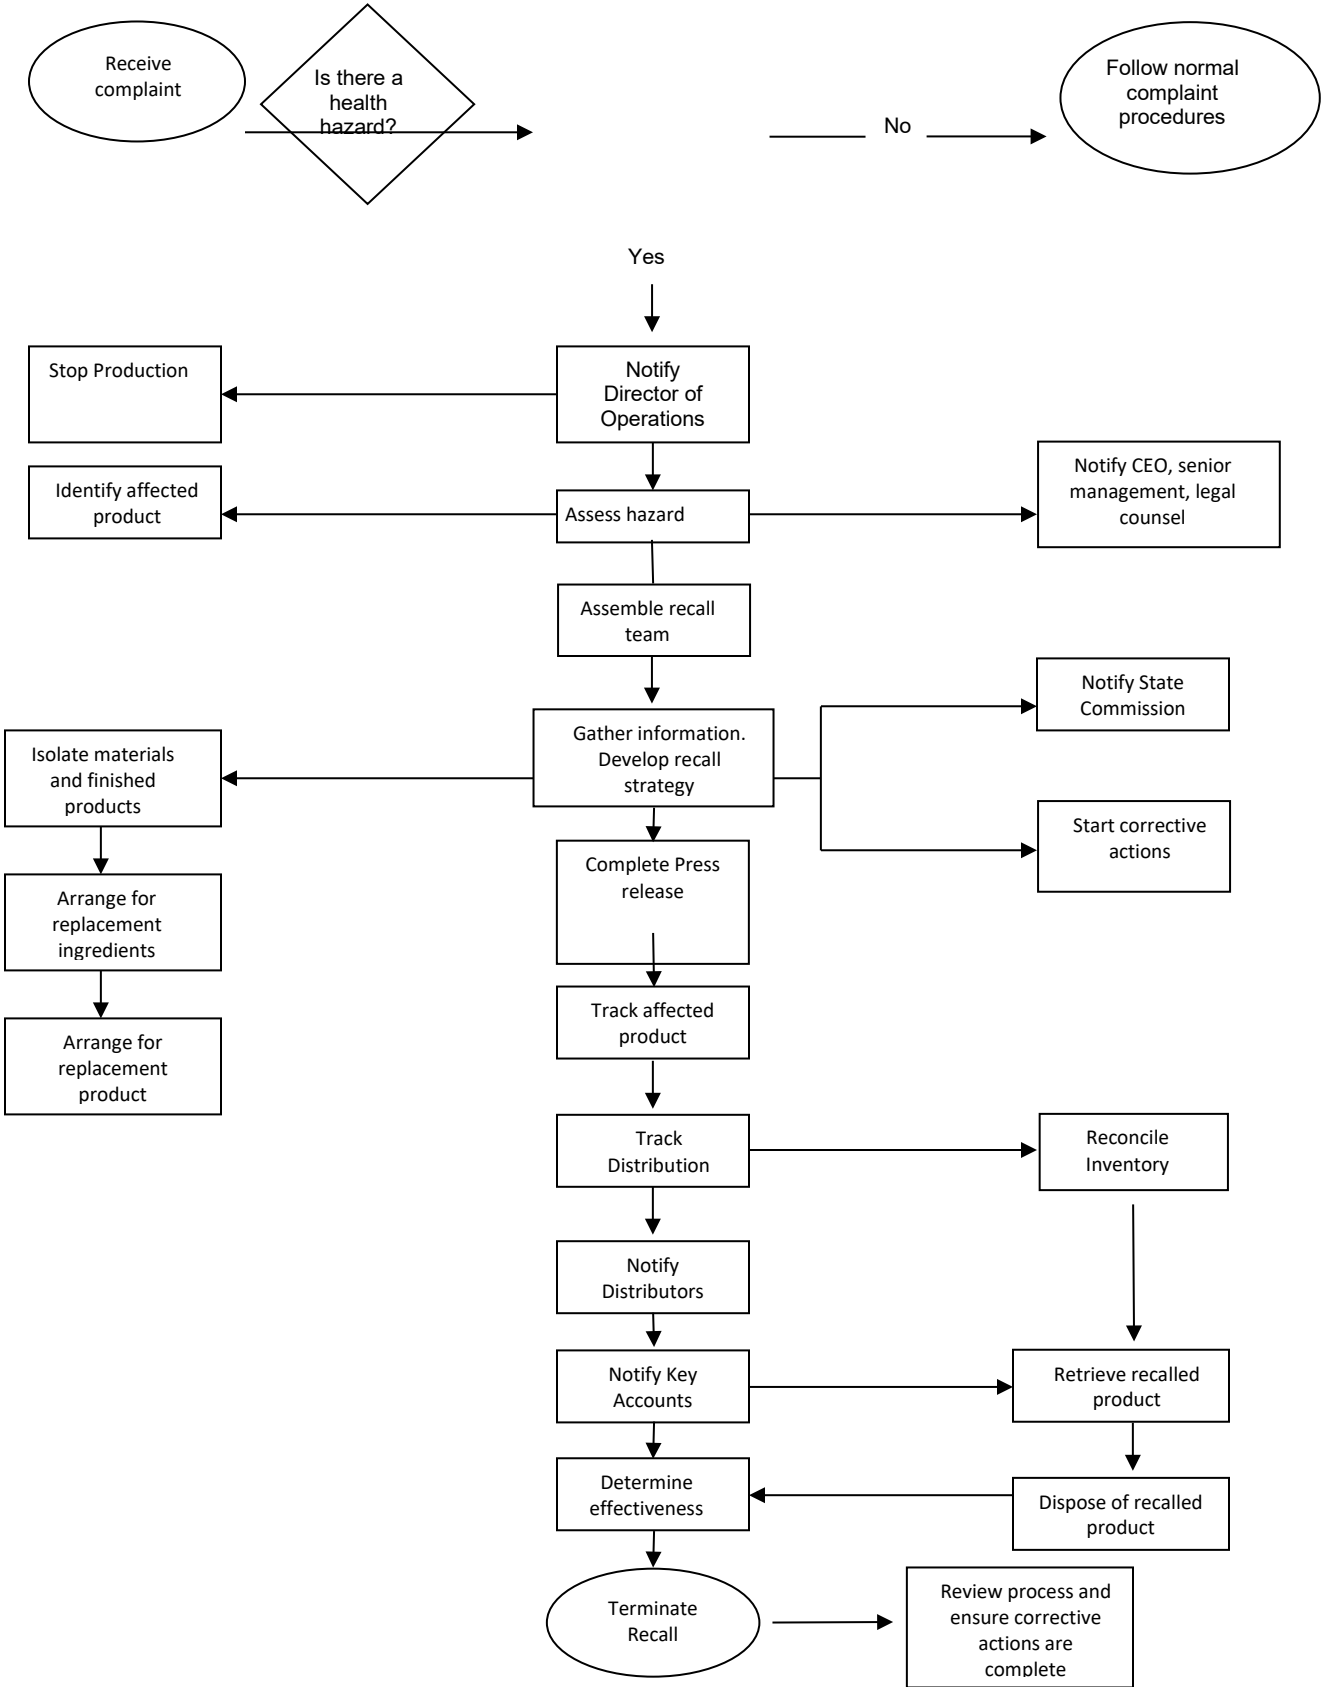 Receive
complaint
Is there a
health
hazard?
No
Follow normal
complaint
procedures
Yes
Stop Production
Notify
Director of
Operations
Identify affected
product
Assess hazard
Notify CEO, senior
management, legal
counsel
Assemble recall
team
Notify State
Commission
Isolate materials
and finished
products
Gather information.
Develop recall
strategy
Start corrective
actions
Complete Press
release
Arrange for
replacement
ingredients
Track affected
product
Arrange for
replacement
product
Track
Distribution
Reconcile
Inventory
Notify
Distributors
Notify Key
Accounts
Retrieve recalled
product
Determine
effectiveness
Dispose of recalled
product
Terminate
Recall
Review process and
ensure corrective
actions are
complete